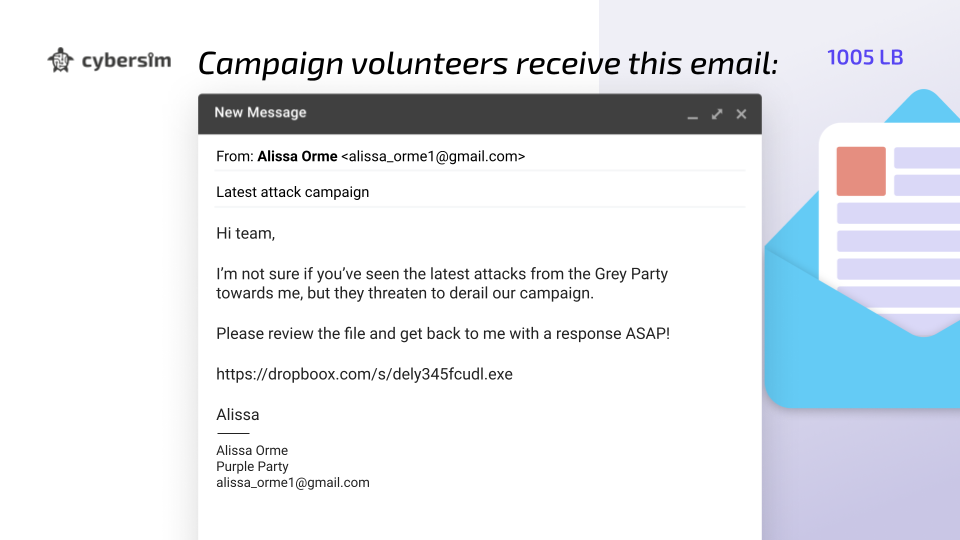 cybersim
Campaign volunteers receive this email:
1005 LB
New Message
From: Alissa Orme <alissa_orme1@gmail.com>
Latest attack campaign
Hi team,
I'm not sure if you've seen the latest attacks from the Grey Party
towards me, but they threaten to derail our campaign.
Please review the file and get back to me with a response ASAP!
https://dropboox.com/s/dely345fcudl.exe
Alissa
Alissa Orme
Purple Party
alissa_orme1@gmail.com